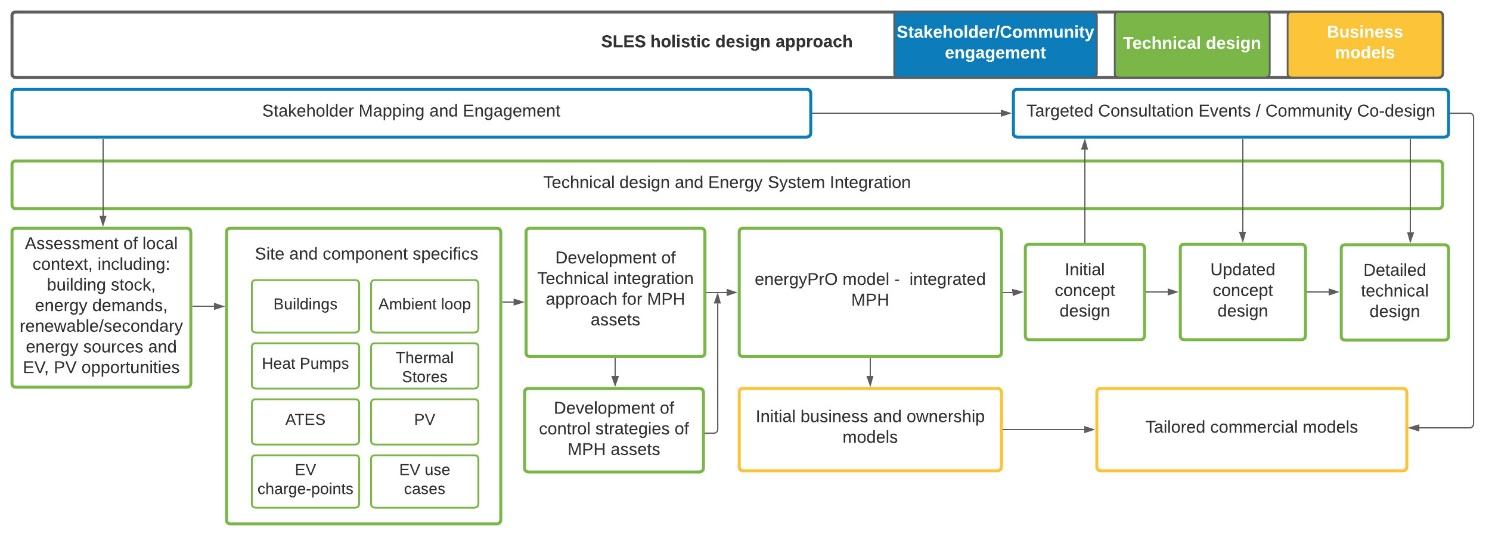 SLES holistic design approach
Stakeholder/Community
engagement
Technical design
Business
models
Stakeholder Mapping and Engagement
Targeted Consultation Events / Community Co-design
Technical design and Energy System Integration
Assessment of local
context, including:
building stock,
energy demands,
renewable/secondary
energy sources and
EV, PV opportunities
Site and component specifics
Buildings
Ambient loop
Heat Pumps
Thermal
Stores
ATES
PV
EV
charge-points
EV use
cases
Development of
Technical integration
approach for MPH
assets
Development of
control strategies of
MPH assets
energyPrO model -  integrated
MPH
Initial business and ownership
models
Initial
concept
design
Updated
concept
design
Detailed
technical
design
Tailored commercial models